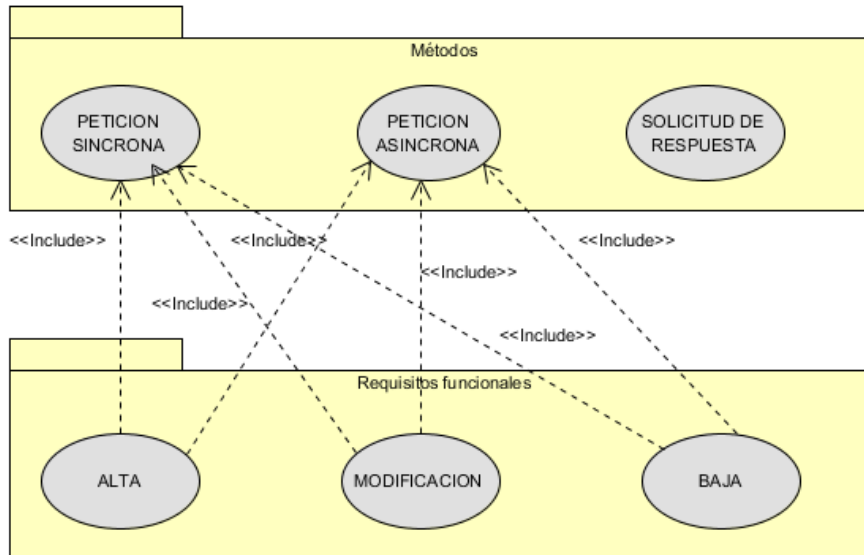 Métodos
PETICION
SINCRONA
PETICION
ASINCRONA
SOLICITUD DE
RESPUESTA
<<Include>>
<<Include>>
<<Include>>
<<Include>>
<<Include>>
<<Include>>
Requisitos funcionales
ALTA
MODIFICACION
BAJA